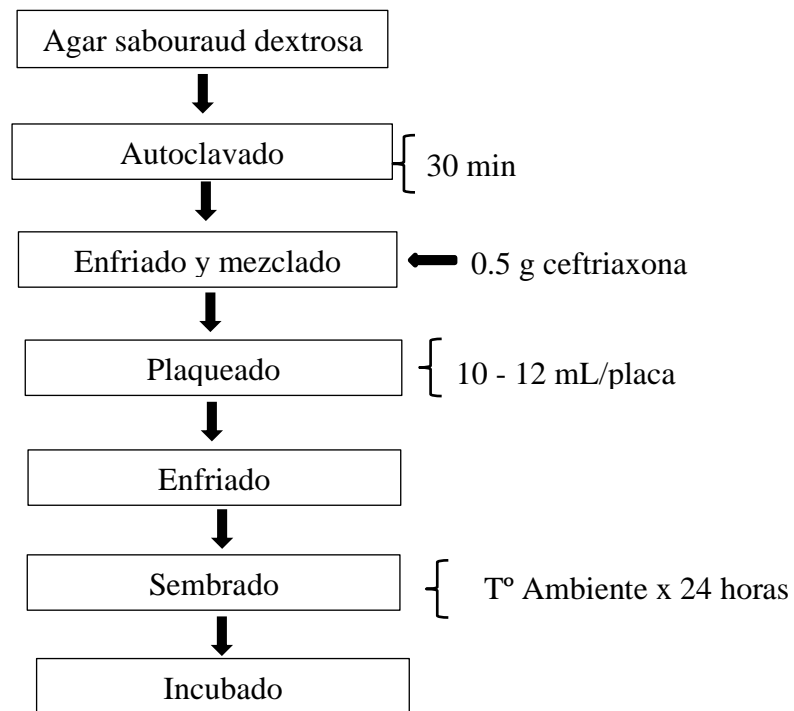 Agar sabouraud dextrosa
Autoclavado
30 min
Enfriado y mezclado
0.5 g ceftriaxona
Plaqueado
10 - 12 mL/placa
Enfriado
Sembrado
Tº Ambiente x 24 horas
Incubado